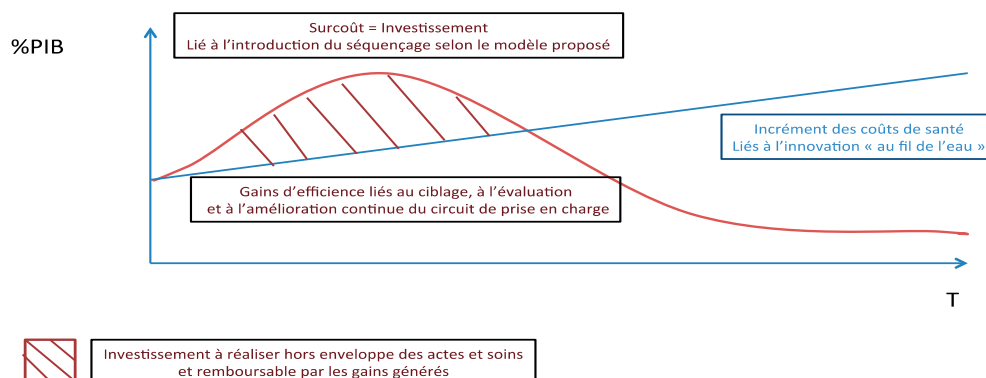 Surcoût = Investissement
Lié à l'introduction du séquençage selon le modèle proposé
%PIB
Incrément des coûts de santé
Liés à l'innovation « au fil de l'eau »
Gains d'efficience liés au ciblage, à l'évaluation
et à l'amélioration continue du circuit de prise en charge
T
Investissement à réaliser hors enveloppe des actes et soins
et remboursable par les gains générés